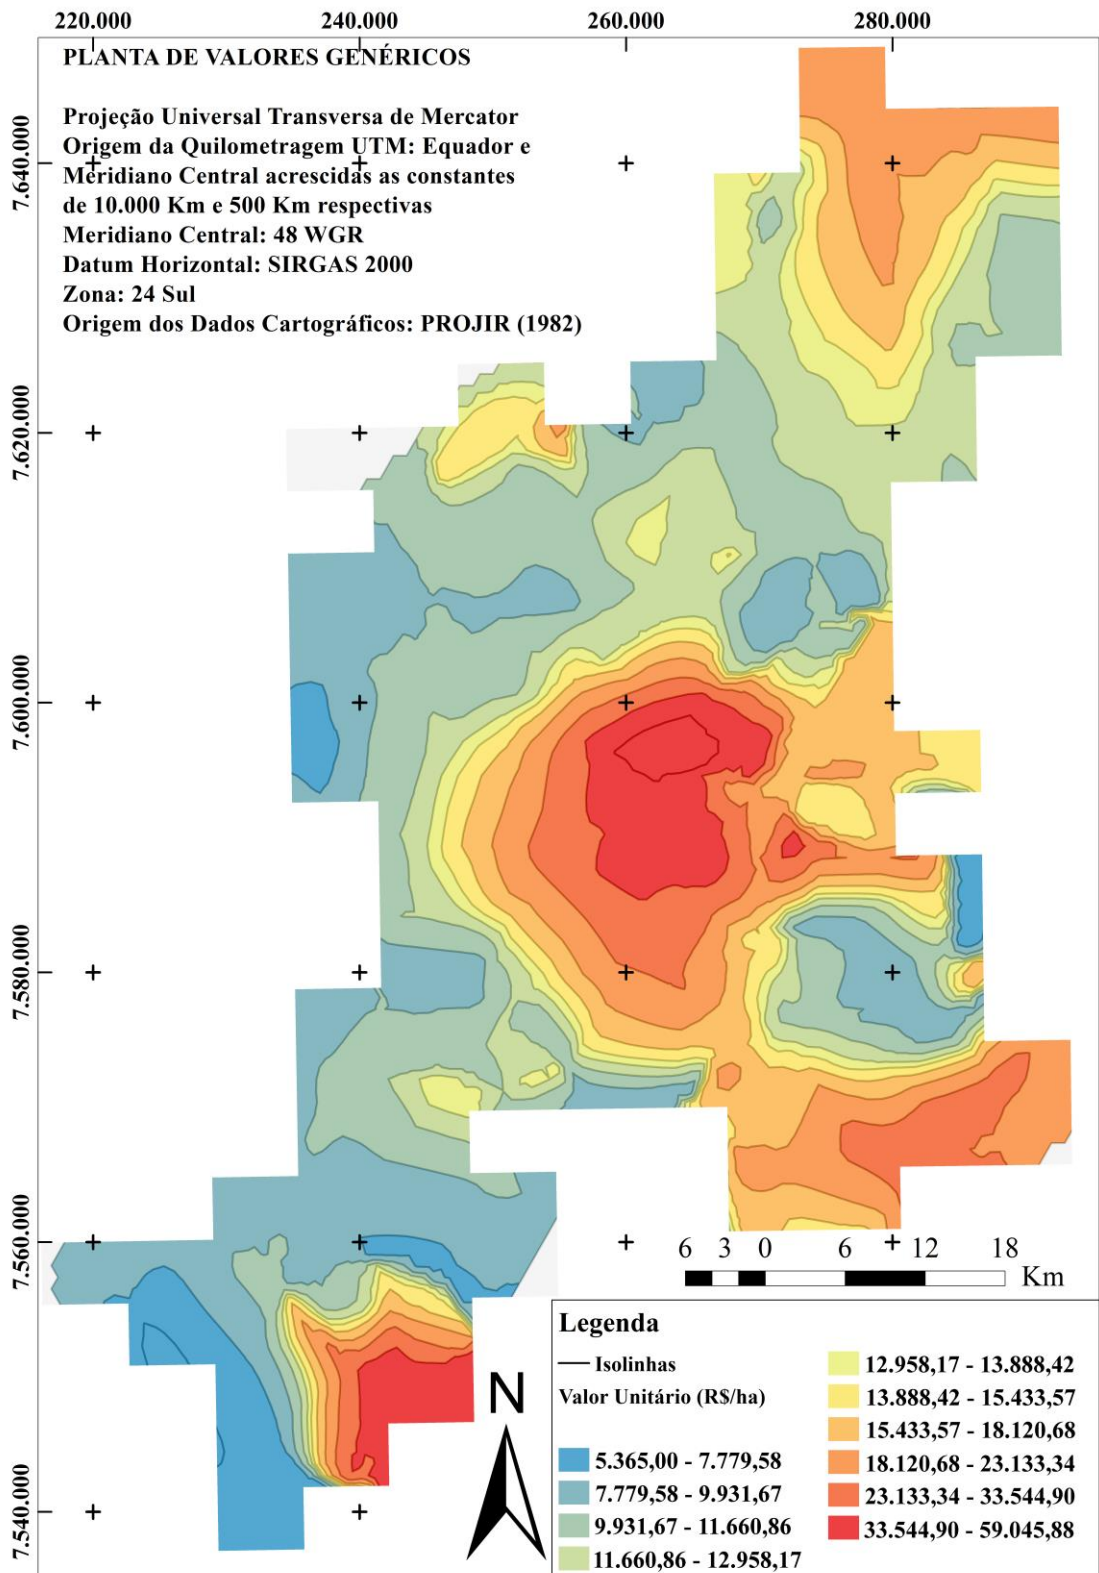 220.000 240.000 260.000 280.000
PLANTA DE VALORES GENÉRICOS
Projeção Universal Transversa de Mercator
Origem da Quilometragem UTM: Equador e
Meridiano Central acrescidas as constantes
de 10.000 Km e 500 Km respectivas
Meridiano Central: 48 WGR
Datum Horizontal: SIRGAS 2000
Zona: 24 Sul
Origem dos Dados Cartográficos: PROJIR (1982)
7.640.000
7.620.000
7.600.000
7.580.000
7.560.000
7.540.000
6 3 0 6 12 18
Km
N
Legenda
Isolinhas
Valor Unitário (R$/ha)
5.365,00 - 7.779,58
7.779,58 - 9.931,67
9.931,67 - 11.660,86
11.660,86 - 12.958,17
12.958,17 - 13.888,42
13.888,42 - 15.433,57
15.433,57 - 18.120,68
18.120,68 - 23.133,34
23.133,34 - 33.544,90
33.544,90 - 59.045,88